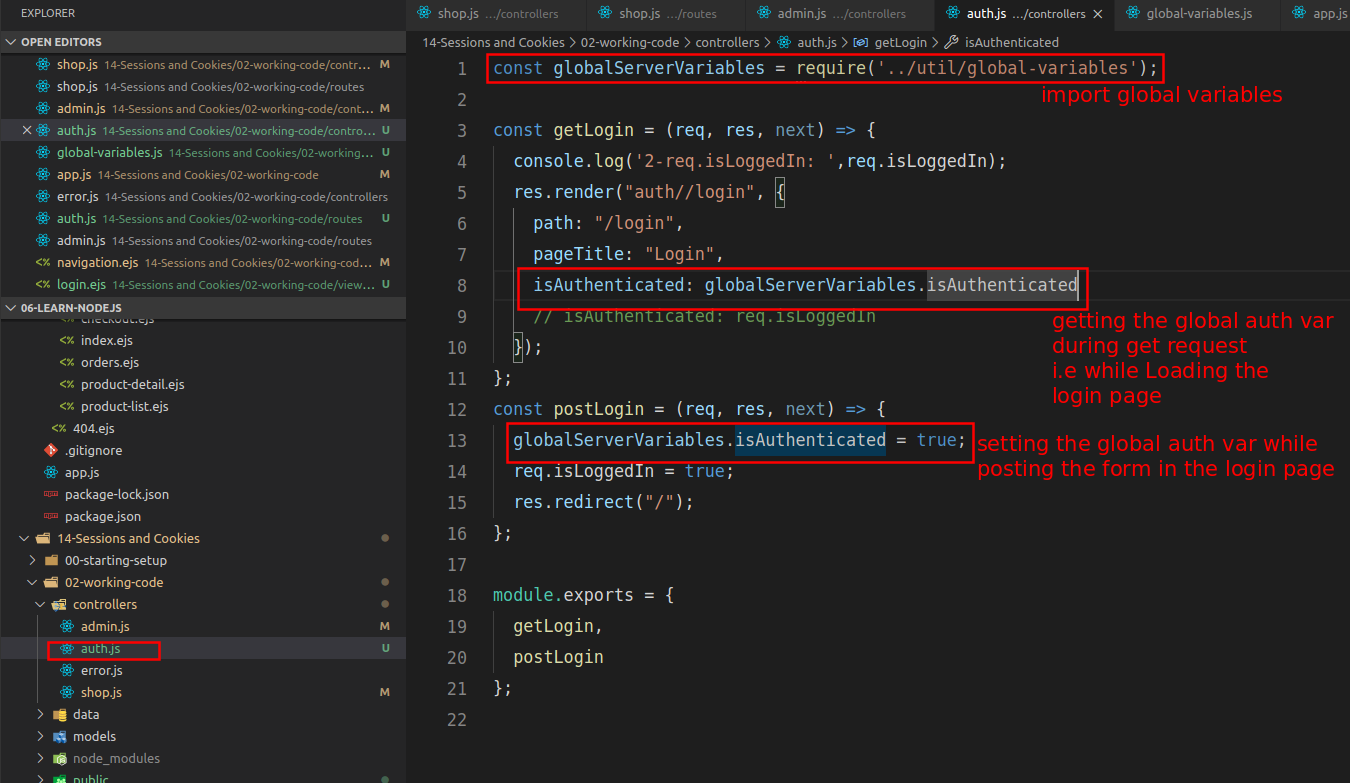 EXPLORER
shop.js .../controllers
shop.js .../routes
admin.js .../controllers
auth.js .../controllers
global-variables.js
app.js
OPEN EDITORS
shop.js 14-Sessions and Cookies/02-working-code/contr... M
shop.js 14-Sessions and Cookies/02-working-code/routes
admin.js 14-Sessions and Cookies/02-working-code/cont... M
auth.js 14-Sessions and Cookies/02-working-code/contro... U
global-variables.js 14-Sessions and Cookies/02-working... U
app.js 14-Sessions and Cookies/02-working-code M
error.js 14-Sessions and Cookies/02-working-code/controllers
auth.js 14-Sessions and Cookies/02-working-code/routes U
admin.js 14-Sessions and Cookies/02-working-code/routes
<% navigation.ejs 14-Sessions and Cookies/02-working-cod... M
<% login.ejs 14-Sessions and Cookies/02-working-code/view... U
06-LEARN-NODE.JS
<% checkout.ejs
<% index.ejs
<% orders.ejs
<% product-detail.ejs
<% product-list.ejs
<% 404.ejs
.gitignore
app.js
package-lock.json
package.json
14-Sessions and Cookies
00-starting-setup
02-working-code
controllers
admin.js M
auth.js U
error.js
shop.js M
data
models
node_modules
public
14-Sessions and Cookies > 02-working-code > controllers > auth.js > getLogin > isAuthenticated
1 const globalServerVariables = require('../util/global-variables');
import global variables
2
3 const getLogin = (req, res, next) => {
4 console.log('2-req.isLoggedIn: ',req.isLoggedIn);
5 res.render("auth//login", {
6 path: "/login",
7 pageTitle: "Login",
8 isAuthenticated: globalServerVariables.isAuthenticated
9 // isAuthenticated: req.isLoggedIn
10 });
11 };
getting the global auth var
during get request
i.e while Loading the
login page
12 const postLogin = (req, res, next) => {
13 globalServerVariables.isAuthenticated = true;
14 req.isLoggedIn = true;
setting the global auth var while
posting the form in the login page
15 res.redirect("/");
16 };
17
18 module.exports = {
19 getLogin,
20 postLogin
21 };
22